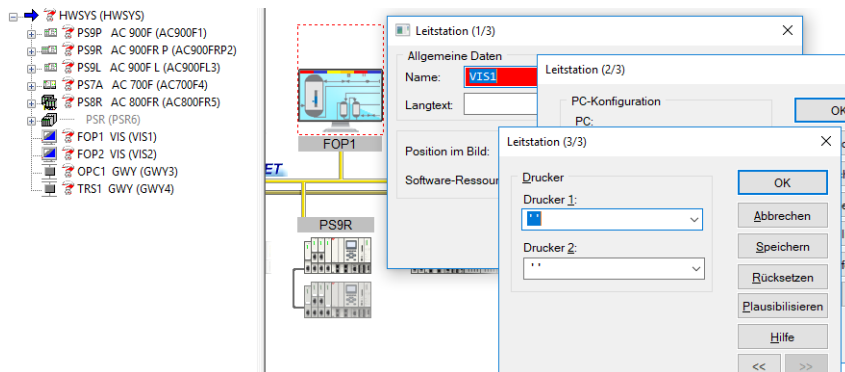 HWSYS (HWSYS)
PS9P AC 900F (AC900F1)
PS9R AC 900FR P (AC900FRP2)
PS9L AC 900F L (AC900FL3)
PS7A AC 700F (AC700F4)
PS8R AC 800FR (AC800FR5)
PSR (PSR6)
FOP1 VIS (VIS1)
FOP2 VIS (VIS2)
OPC1 GWY (GWY3)
TRS1 GWY (GWY4)
FOP1
ET
PS9R
Leitstation (1/3)
Allgemeine Daten
Name:
VIS1
Langtext:
Position im Bild:
Software-Ressour
Leitstation (2/3)
PC-Konfiguration
PC:
OK
Leitstation (3/3)
Drucker
Drucker 1:
' '
Drucker 2:
' '
OK
Abbrechen
Speichern
Rücksetzen
Plausibilisieren
Hilfe
<<
>>